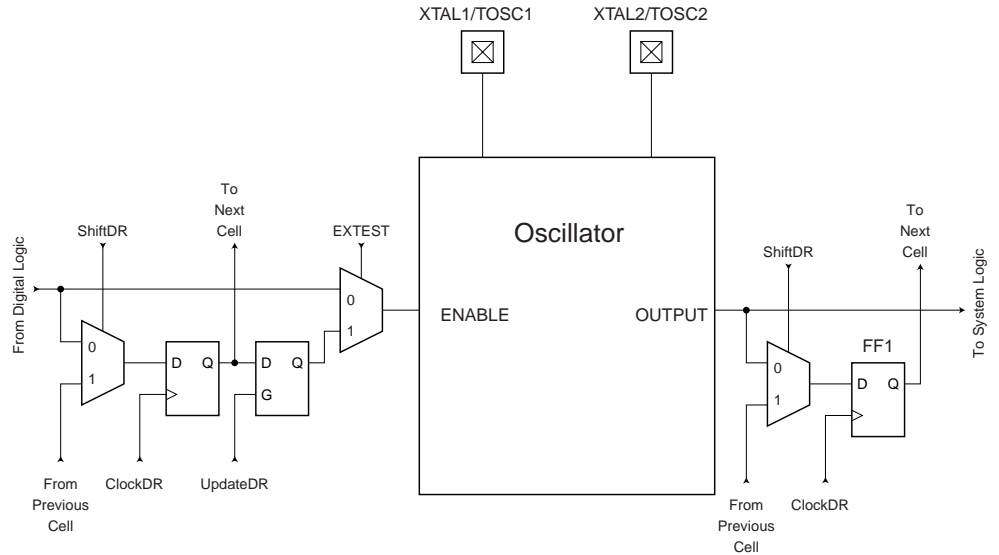 XTAL1/TOSC1
XTAL2/TOSC2
To
Next
Cell
ShiftDR
EXTEST
From Digital Logic
0
1
D Q
D Q
G
0
1
From
Previous
Cell
ClockDR
UpdateDR
Oscillator
ENABLE
OUTPUT
To
Next
Cell
ShiftDR
To System Logic
0
1
FF1
D Q
From
Previous
Cell
ClockDR